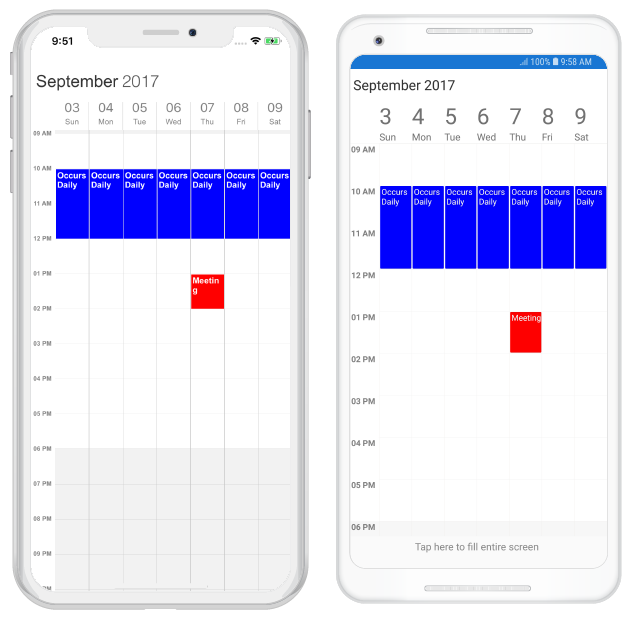 9:51
September 2017
03 04 05 06 07 08 09
Sun Mon Tue Wed Thu Fri Sat
09 AM
10 AM
Occurs Occurs Occurs Occurs Occurs Occurs Occurs
Daily Daily Daily Daily Daily Daily Daily
11 AM
12 PM
01 PM
Meetin
g
02 PM
03 PM
04 PM
05 PM
06 PM
07 PM
08 PM
09 PM
100% 9:58 AM
September 2017
3 4 5 6 7 8 9
Sun Mon Tue Wed Thu Fri Sat
09 AM
10 AM
Occurs Occurs Occurs Occurs Occurs Occurs Occurs
Daily Daily Daily Daily Daily Daily Daily
11 AM
12 PM
01 PM
Meeting
02 PM
03 PM
04 PM
05 PM
06 PM
Tap here to fill entire screen